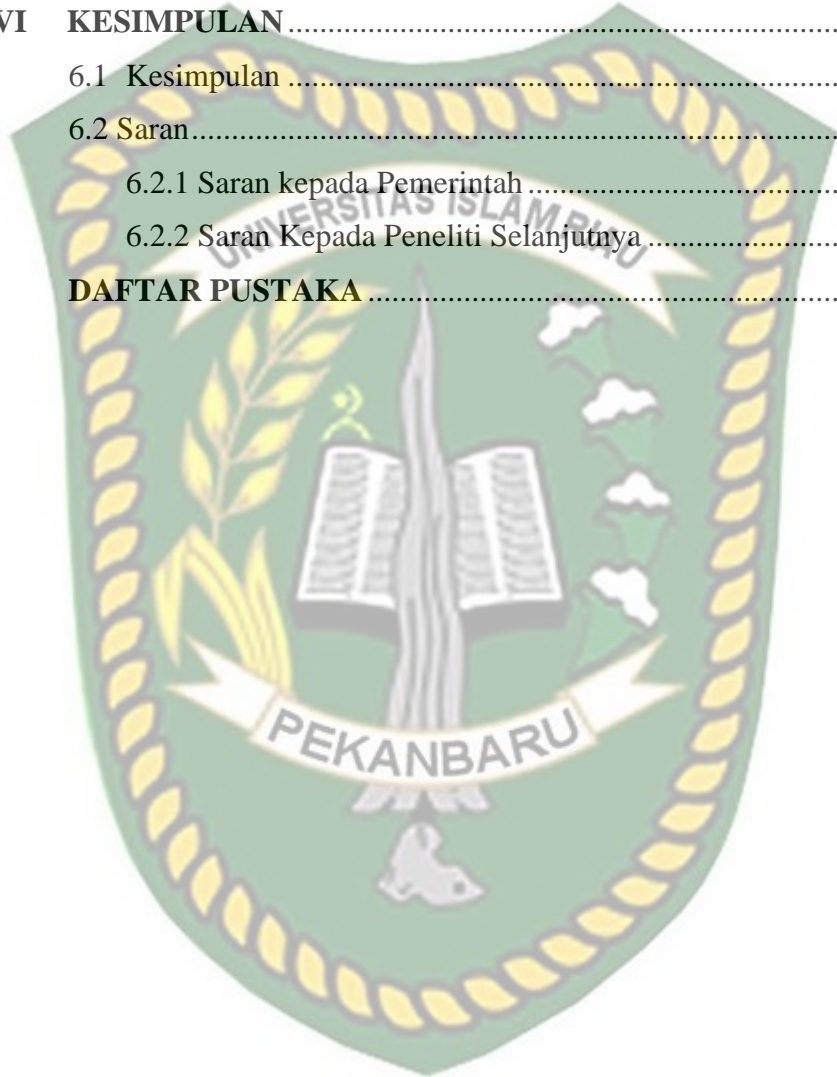 VI KESIMPULAN........................................................................
6.1 Kesimpulan ........................................................................
6.2 Saran........................................................................
6.2.1 Saran kepada Pemerintah ........................................................................
6.2.2 Saran Kepada Peneliti Selanjutnya ........................................................................
DAFTAR PUSTAKA ........................................................................
UNIVERSITAS ISLAM RIAU
PEKANBARU